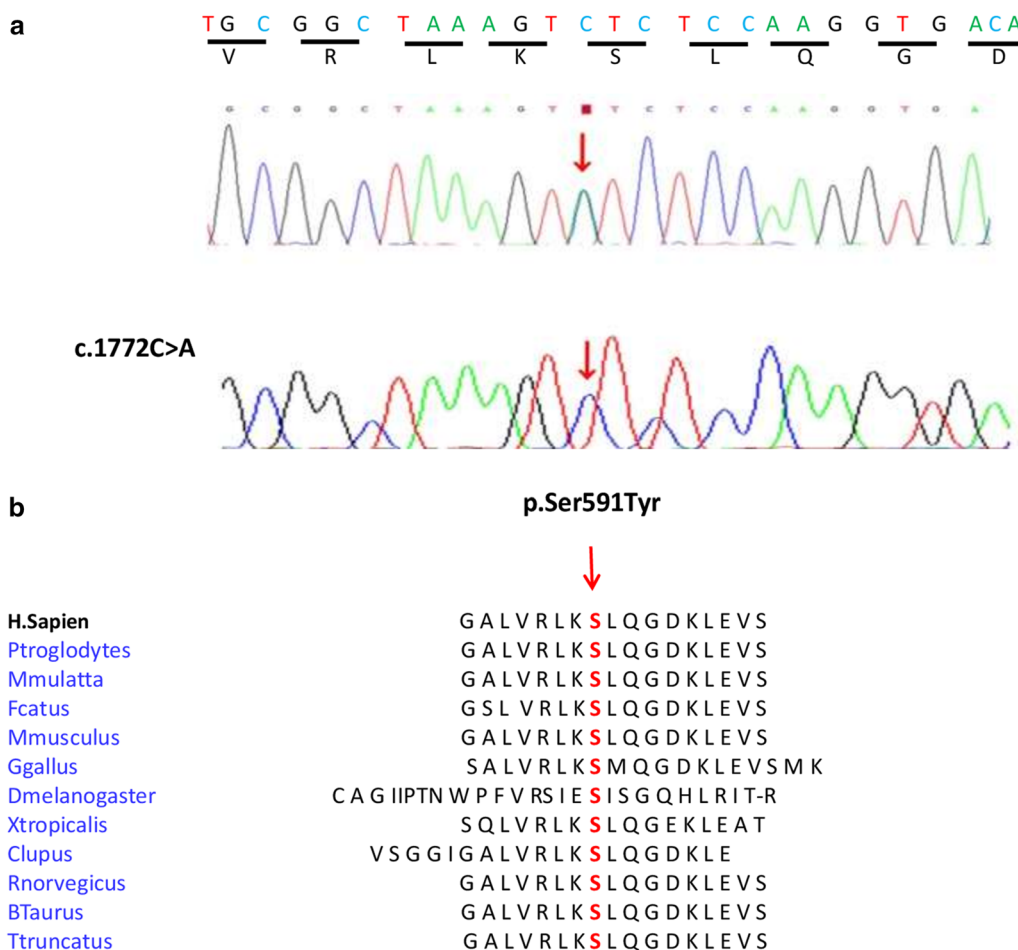 a
T G C G G C T A A A G T C T C T C C A A G G T G A C A
V R L K S L Q G D
G C G G C T A A A G T T C T C C A A G G T G A
c.1772C>A
b
p.Ser591Tyr
H.Sapien G A L V R L K S L Q G D K L E V S
Ptroglodytes G A L V R L K S L Q G D K L E V S
Mmulatta G A L V R L K S L Q G D K L E V S
Fcatus G S L V R L K S L Q G D K L E V S
Mmusculus G A L V R L K S L Q G D K L E V S
Ggallus S A L V R L K S M Q G D K L E V S M K
Dmelanogaster C A G I I P T N W P F V R S I E S I S G Q H L R I T - R
Xtropicalis S Q L V R L K S L Q G E K L E A T
Clupus V S G G I G A L V R L K S L Q G D K L E
Rnorvegicus G A L V R L K S L Q G D K L E V S
BTaurus G A L V R L K S L Q G D K L E V S
Ttruncatus G A L V R L K S L Q G D K L E V S